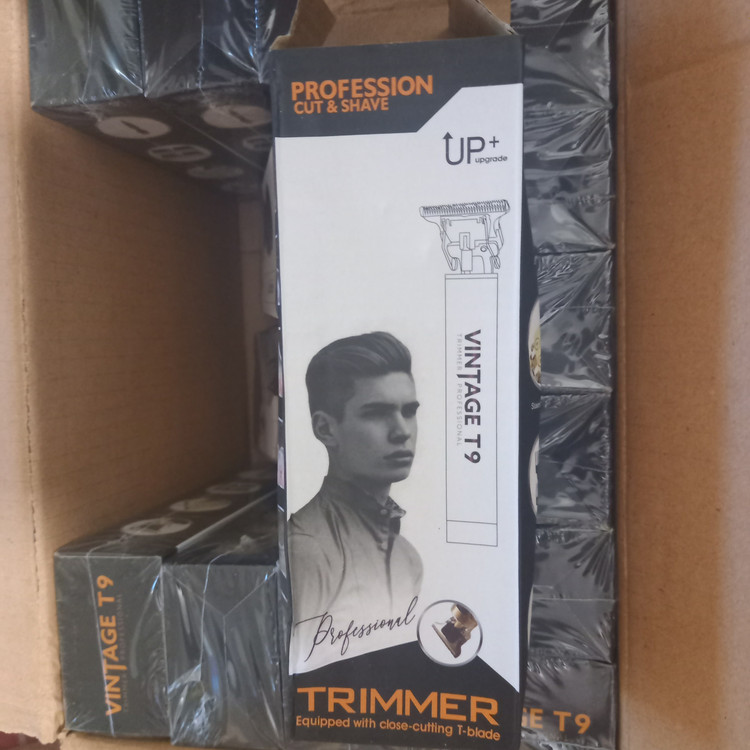 PROFESSION
CUT & SHAVE
UP+
upgrade
VINTAGE T9
TRIMMER PROFESSIONAL
Professional
TRIMMER
Equipped with close-cutting T-blade
VINTAGE T9
E T9